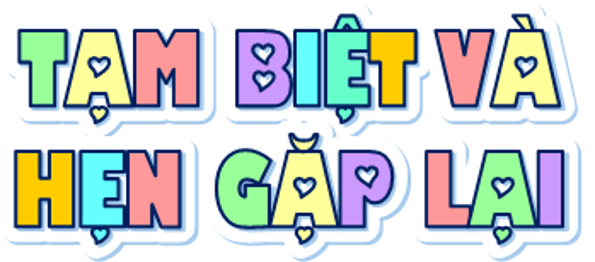 TẠM BIỆT VÀ
HẸN GẶP LẠI